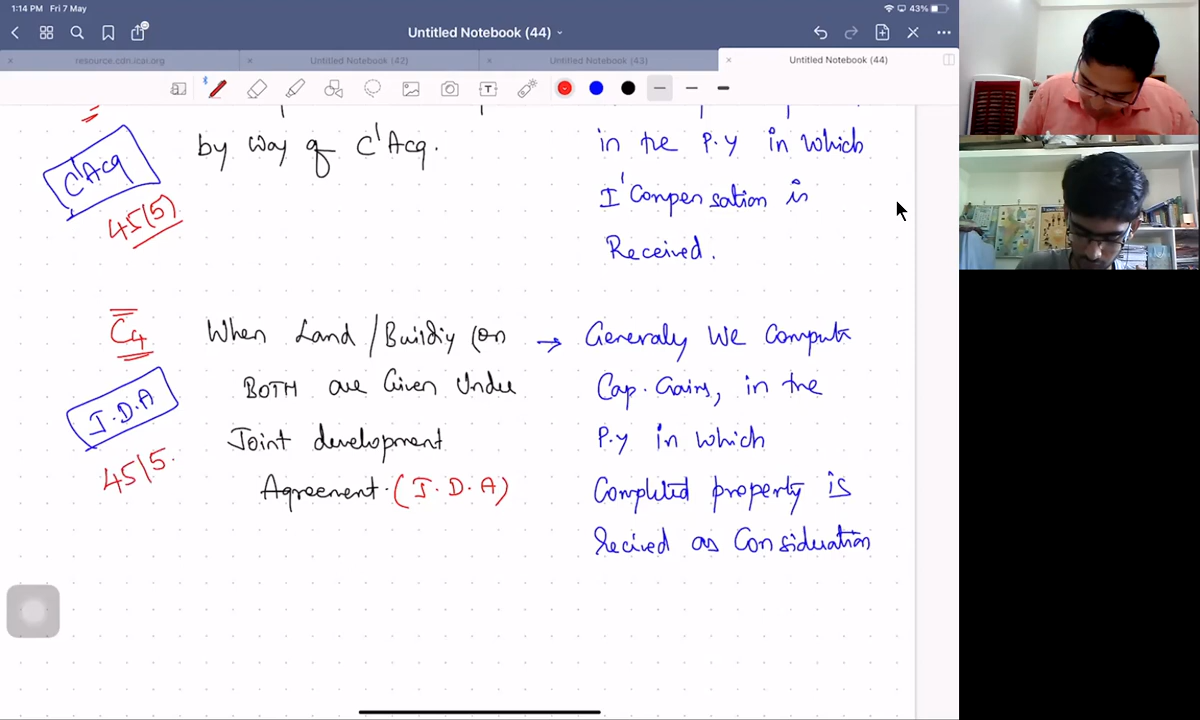 1:14 PM Fri 7 May
43%
Untitled Notebook (44)
resource.cdn.icai.org
Untitled Notebook (42)
Untitled Notebook (43)
Untitled Notebook (44)
by Way of C'Acq.
in the P.Y in which
C'Acq
I' Compensation is
45(5)
Received.
C4
When Land / Buildiy (or)
→ Generaly We Compute
BOTH are Given Under
Cap. Gains, in the
J.D.A
Joint development
P.Y in which
45(5.
Agreement. (J.D.A)
Completed property is
Recived as Consideration